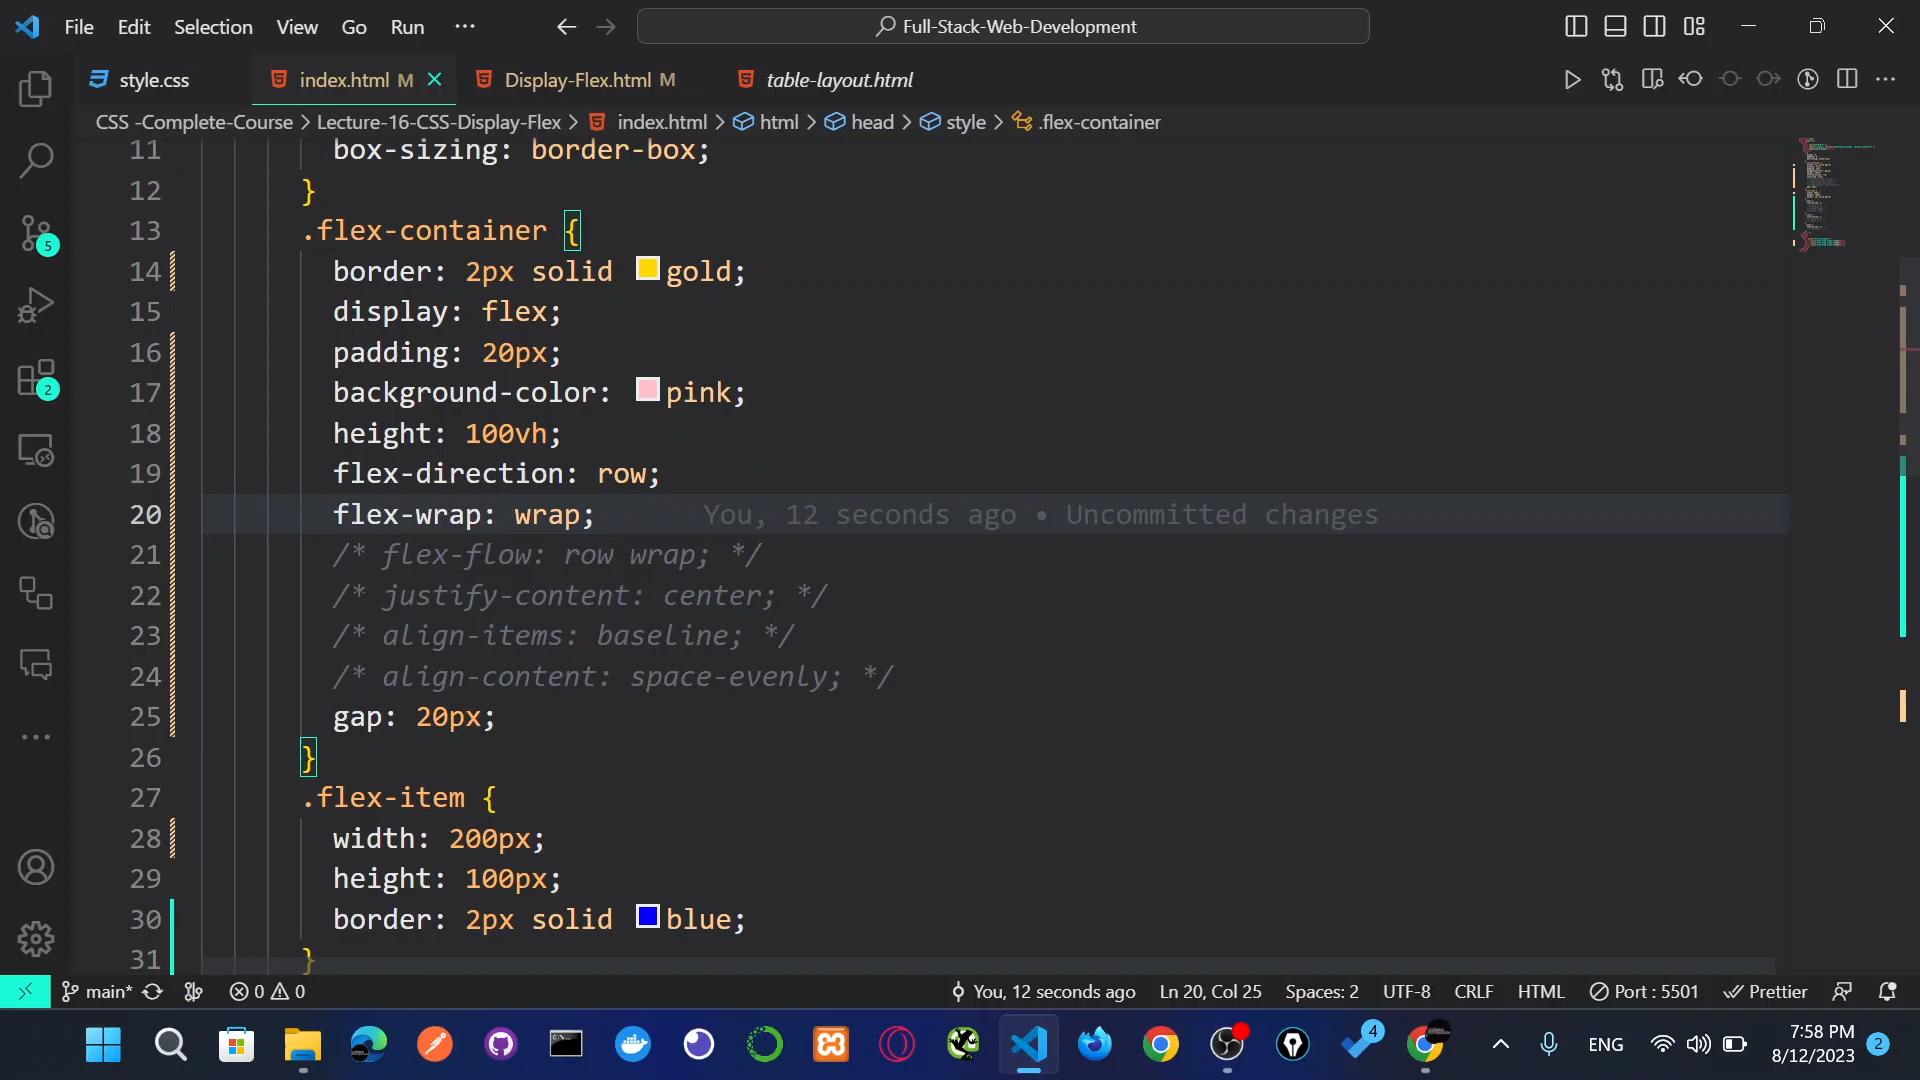 File Edit Selection View Go Run ··· Full-Stack-Web-Development
style.css index.html M Display-Flex.html M table-layout.html
CSS -Complete-Course > Lecture-16-CSS-Display-Flex > index.html > html > head > style > .flex-container
11 box-sizing: border-box;
12 }
13 .flex-container {
14 border: 2px solid gold;
15 display: flex;
16 padding: 20px;
17 background-color: pink;
18 height: 100vh;
19 flex-direction: row;
20 flex-wrap: wrap; You, 12 seconds ago • Uncommitted changes
21 /* flex-flow: row wrap; */
22 /* justify-content: center; */
23 /* align-items: baseline; */
24 /* align-content: space-evenly; */
25 gap: 20px;
26 }
27 .flex-item {
28 width: 200px;
29 height: 100px;
30 border: 2px solid blue;
31 }
5
2
main* 0 0 You, 12 seconds ago Ln 20, Col 25 Spaces: 2 UTF-8 CRLF HTML Port : 5501 Prettier
4 ENG 7:58 PM
8/12/2023 2